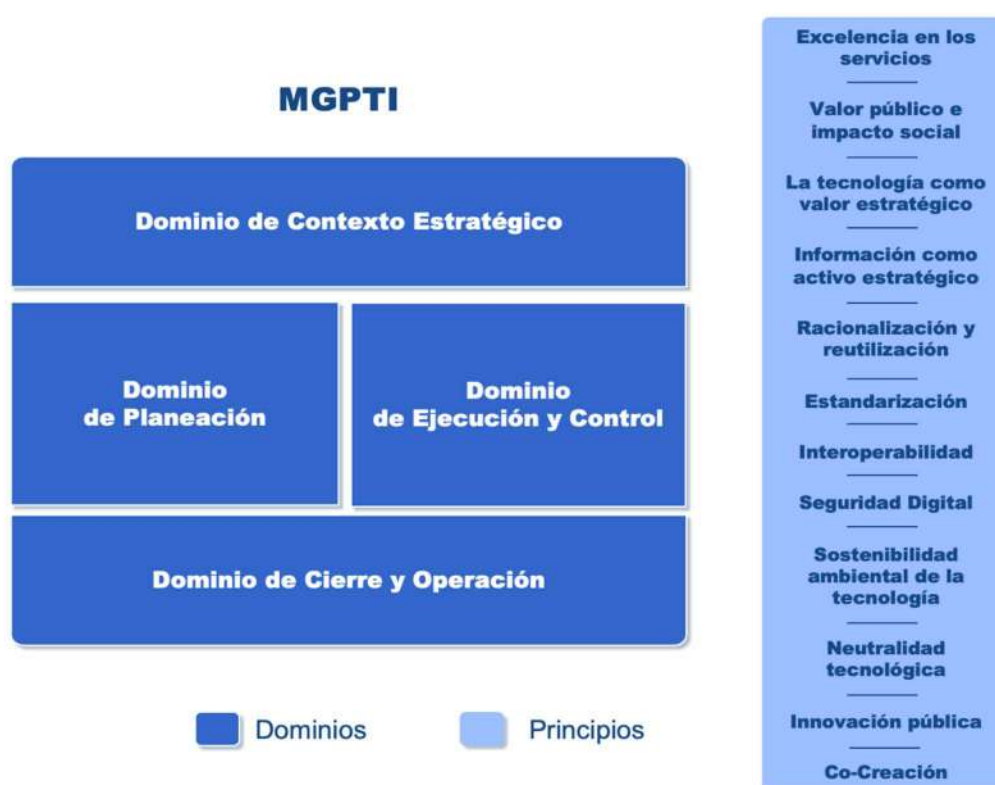 MGPTI
Dominio de Contexto Estratégico
Dominio
de Planeación
Dominio
de Ejecución y Control
Dominio de Cierre y Operación
Dominios
Principios
Excelencia en los
servicios
Valor público e
impacto social
La tecnología como
valor estratégico
Información como
activo estratégico
Racionalización y
reutilización
Estandarización
Interoperabilidad
Seguridad Digital
Sostenibilidad
ambiental de la
tecnología
Neutralidad
tecnológica
Innovación pública
Co-Creación